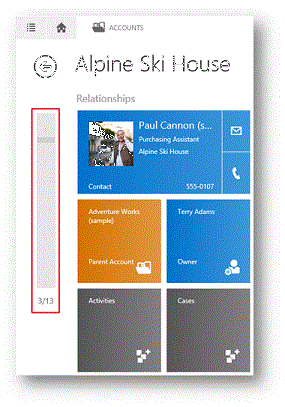 ACCOUNTS
Alpine Ski House
Relationships
Paul Cannon (s...
Purchasing Assistant
Alpine Ski House
Contact 555-0107
Adventure Works
(sample)
Parent Account
Terry Adams
Owner
3/13
Activities
Cases